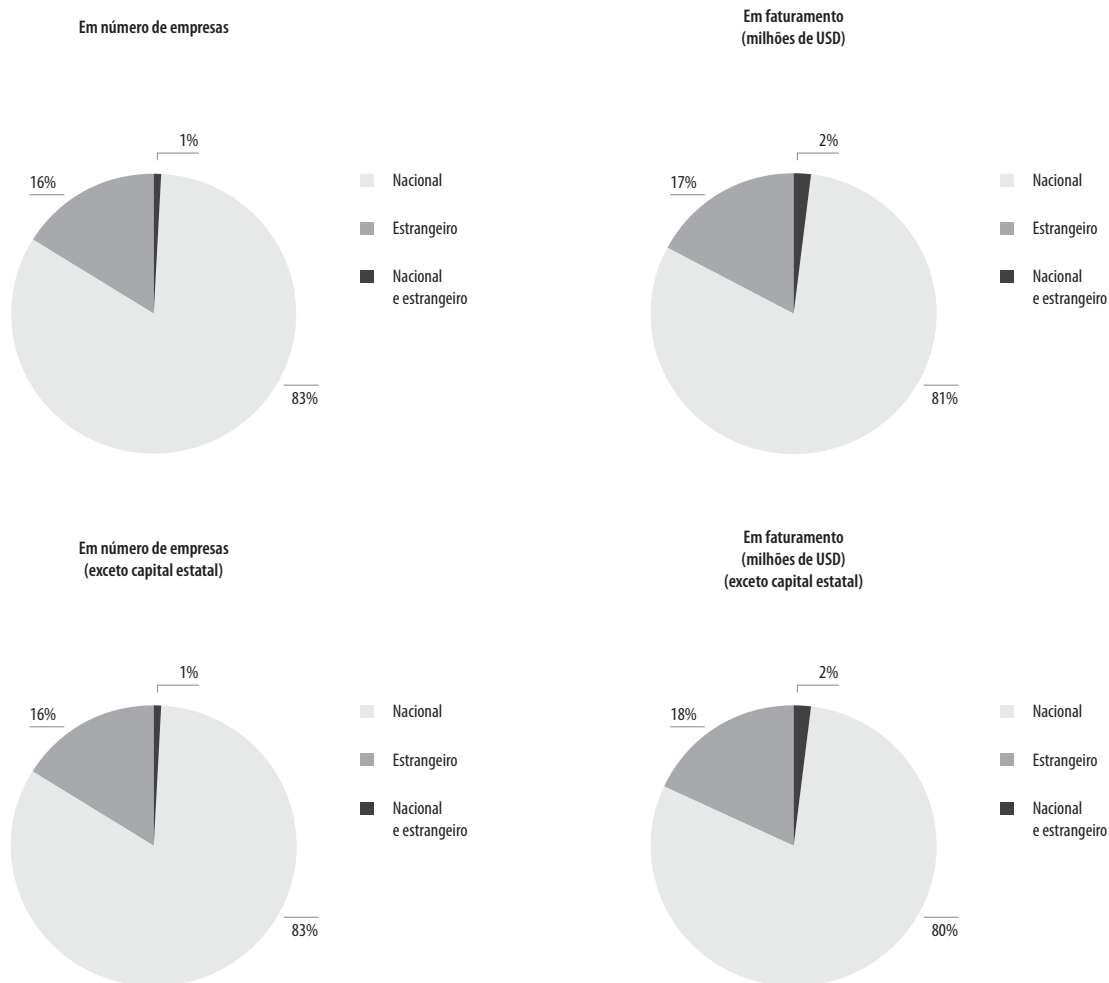 Em número de empresas
1%
16%
83%
Nacional
Estrangeiro
Nacional
e estrangeiro
Em faturamento
(milhões de USD)
2%
17%
81%
Nacional
Estrangeiro
Nacional
e estrangeiro
Em número de empresas
(exceto capital estatal)
1%
16%
83%
Nacional
Estrangeiro
Nacional
e estrangeiro
Em faturamento
(milhões de USD)
(exceto capital estatal)
2%
18%
80%
Nacional
Estrangeiro
Nacional
e estrangeiro